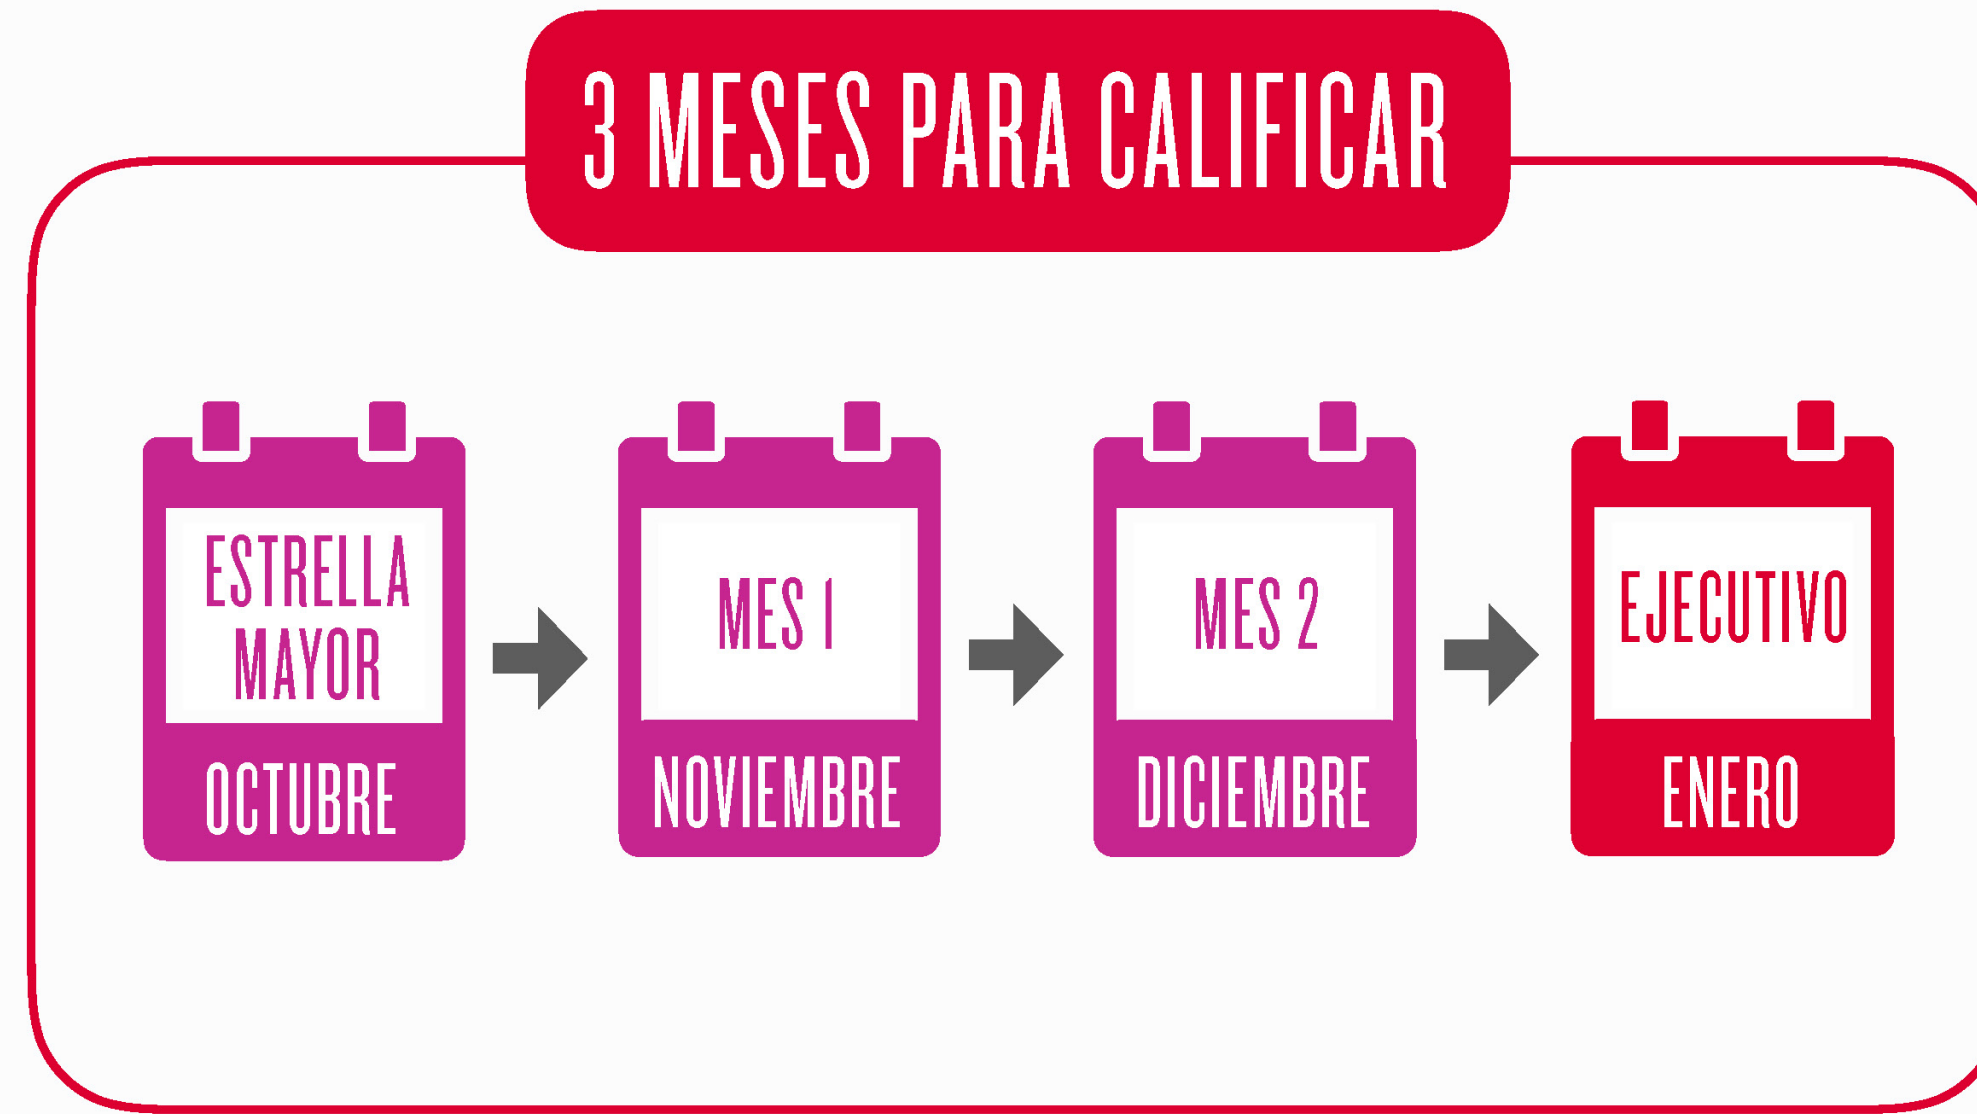 3 MESES PARA CALIFICAR
ESTRELLA
MAYOR
OCTUBRE
MES 1
NOVIEMBRE
MES 2
DICIEMBRE
EJECUTIVO
ENERO